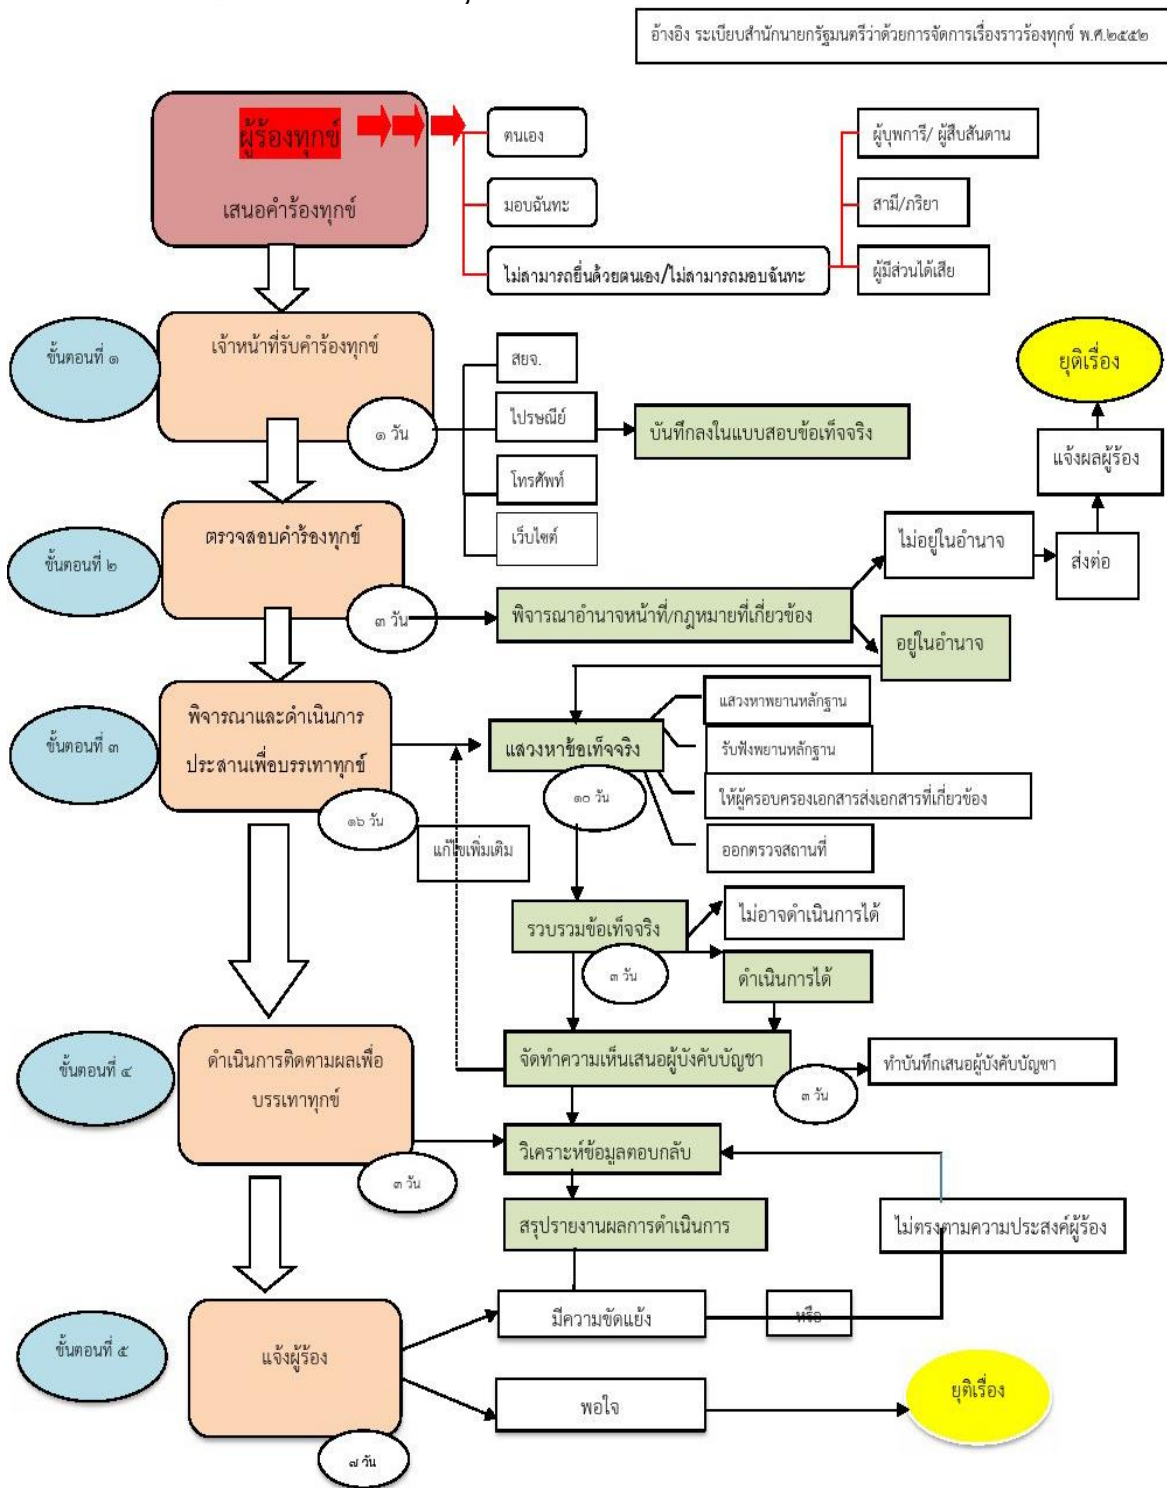 อ้างอิง ระเบียบสำนักนายกรัฐมนตรีว่าด้วยการจัดการเรื่องราวร้องทุกข์ พ.ศ.๒๕๕๒
ผู้ร้องทุกข์
เสนอคำร้องทุกข์
ตนเอง
มอบฉันทะ
ไม่สามารถยื่นด้วยตนเอง/ไม่สามารถมอบฉันทะ
ผู้บุพการี/ ผู้สืบสันดาน
สามี/ภริยา
ผู้มีส่วนได้เสีย
ขั้นตอนที่ ๑
เจ้าหน้าที่รับคำร้องทุกข์
๑ วัน
สยจ.
ไปรษณีย์
โทรศัพท์
เว็บไซต์
บันทึกลงในแบบสอบข้อเท็จจริง
ยุติเรื่อง
แจ้งผลผู้ร้อง
ส่งต่อ
ไม่อยู่ในอำนาจ
ขั้นตอนที่ ๒
ตรวจสอบคำร้องทุกข์
๓ วัน
พิจารณาอำนาจหน้าที่/กฎหมายที่เกี่ยวข้อง
อยู่ในอำนาจ
ขั้นตอนที่ ๓
พิจารณาและดำเนินการ
ประสานเพื่อบรรเทาทุกข์
๑๖ วัน
แก้ไขเพิ่มเติม
แสวงหาข้อเท็จจริง
๑๐ วัน
แสวงหาพยานหลักฐาน
รับฟังพยานหลักฐาน
ให้ผู้ครอบครองเอกสารส่งเอกสารที่เกี่ยวข้อง
ออกตรวจสถานที่
รวบรวมข้อเท็จจริง
๓ วัน
ไม่อาจดำเนินการได้
ดำเนินการได้
จัดทำความเห็นเสนอผู้บังคับบัญชา
๓ วัน
ทำบันทึกเสนอผู้บังคับบัญชา
ขั้นตอนที่ ๔
ดำเนินการติดตามผลเพื่อ
บรรเทาทุกข์
๓ วัน
วิเคราะห์ข้อมูลตอบกลับ
สรุปรายงานผลการดำเนินการ
ไม่ตรงตามความประสงค์ผู้ร้อง
ขั้นตอนที่ ๕
แจ้งผู้ร้อง
๗ วัน
มีความขัดแย้ง
หรือ
พอใจ
ยุติเรื่อง